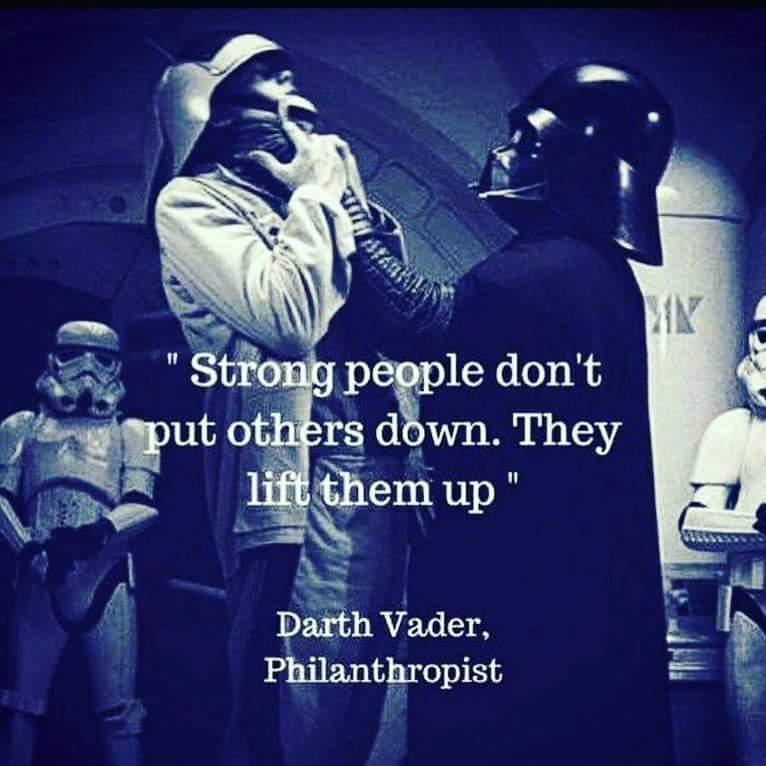 " Strong people don't
put others down. They
lift them up "
Darth Vader,
Philanthropist